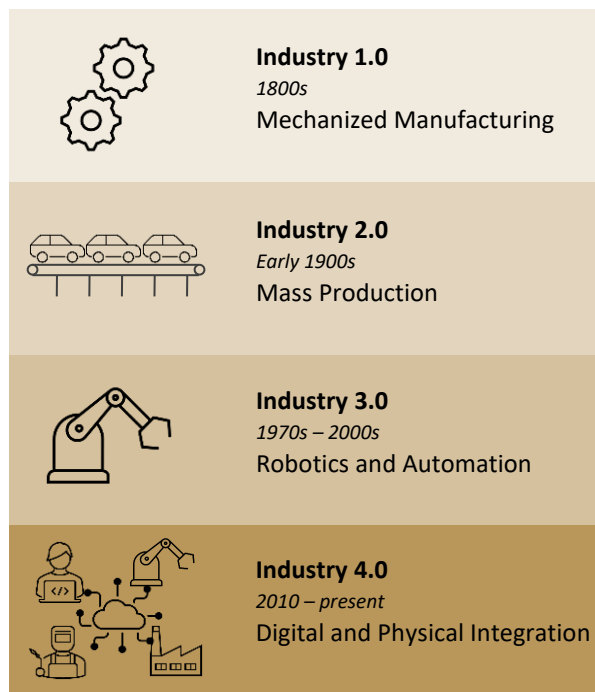 Industry 1.0
1800s
Mechanized Manufacturing
Industry 2.0
Early 1900s
Mass Production
Industry 3.0
1970s – 2000s
Robotics and Automation
</>
Industry 4.0
2010 – present
Digital and Physical Integration